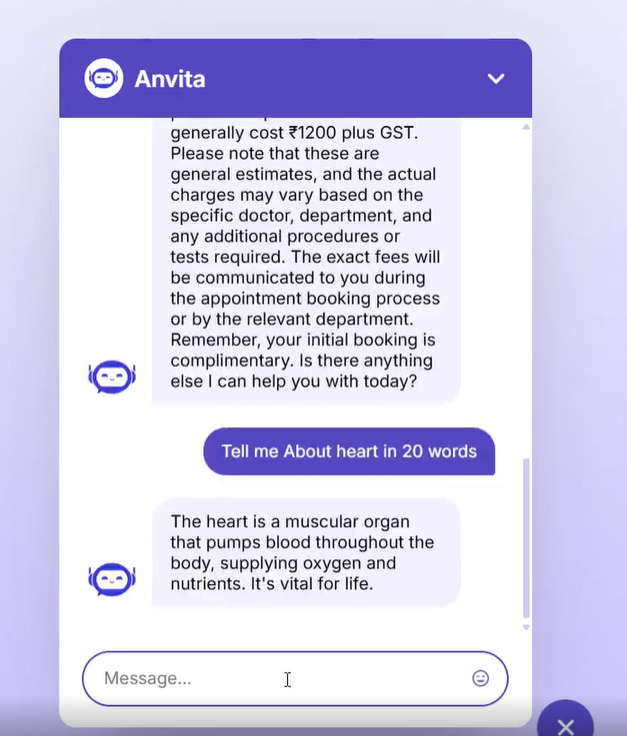 Anvita
generally cost ₹1200 plus GST.
Please note that these are
general estimates, and the actual
charges may vary based on the
specific doctor, department, and
any additional procedures or
tests required. The exact fees will
be communicated to you during
the appointment booking process
or by the relevant department.
Remember, your initial booking is
complimentary. Is there anything
else I can help you with today?
Tell me About heart in 20 words
The heart is a muscular organ
that pumps blood throughout the
body, supplying oxygen and
nutrients. It's vital for life.
Message...